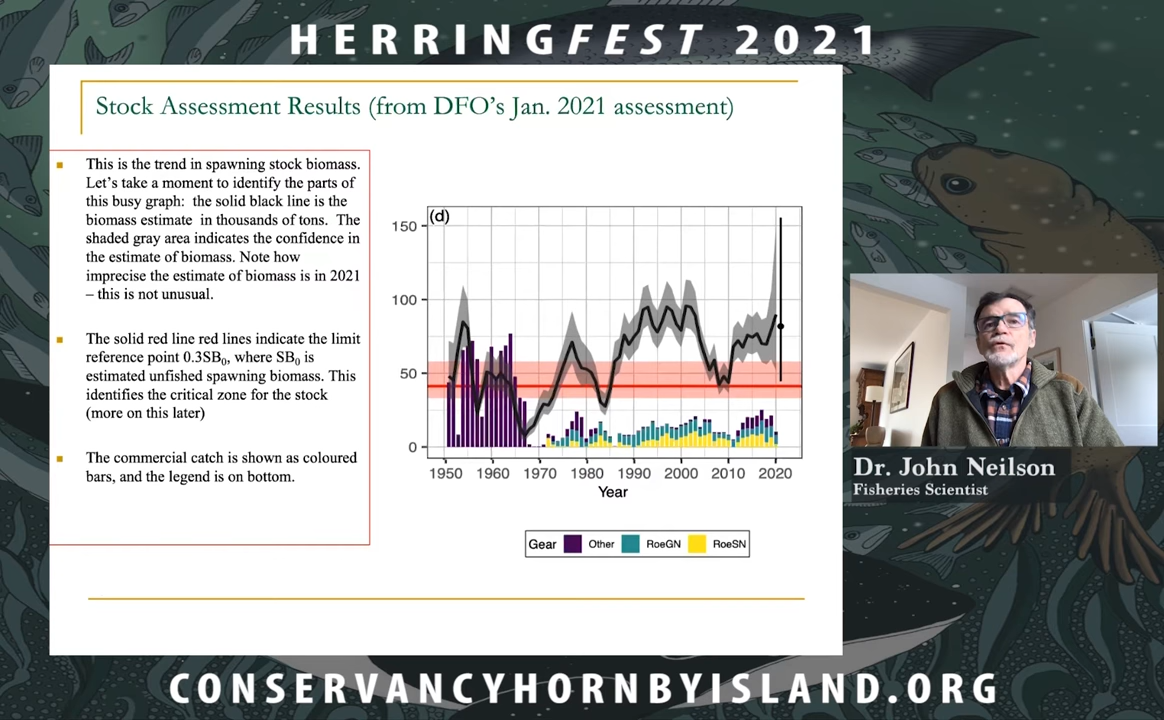 HERRINGFEST 2021
Stock Assessment Results (from DFO's Jan. 2021 assessment)
This is the trend in spawning stock biomass.
Let's take a moment to identify the parts of
this busy graph: the solid black line is the
biomass estimate in thousands of tons. The
shaded gray area indicates the confidence in
the estimate of biomass. Note how
imprecise the estimate of biomass is in 2021
– this is not unusual.
The solid red line red lines indicate the limit
reference point 0.3SB₀, where SB₀ is
estimated unfished spawning biomass. This
identifies the critical zone for the stock
(more on this later)
The commercial catch is shown as coloured
bars, and the legend is on bottom.
(d)
150
100
50
0
1950 1960 1970 1980 1990 2000 2010 2020
Year
Gear Other RoeGN RoeSN
Dr. John Neilson
Fisheries Scientist
CONSERVANCYHORNBYISLAND.ORG